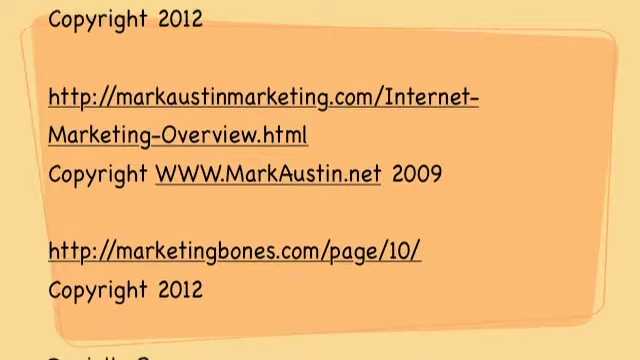 Copyright 2012
http://markaustinmarketing.com/Internet-
Marketing-Overview.html
Copyright WWW.MarkAustin.net 2009
http://marketingbones.com/page/10/
Copyright 2012